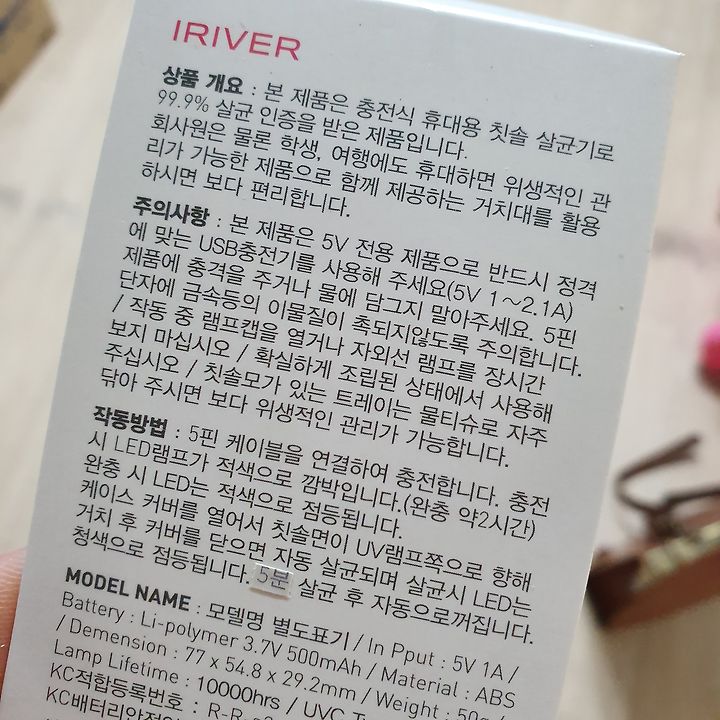 IRIVER
상품 개요 : 본 제품은 충전식 휴대용 칫솔 살균기로
99.9% 살균 인증을 받은 제품입니다.
회사원은 물론 학생, 여행에도 휴대하면 위생적인 관
리가 가능한 제품으로 함께 제공하는 거치대를 활용
하시면 보다 편리합니다.
주의사항 : 본 제품은 5V 전용 제품으로 반드시 정격
에 맞는 USB충전기를 사용해 주세요(5V 1~2.1A)
제품에 충격을 주거나 물에 담그지 말아주세요. 5핀
단자에 금속등의 이물질이 촉되지않도록 주의합니다.
/ 작동 중 램프캡을 열거나 자외선 램프를 장시간
보지 마십시오 / 확실하게 조립된 상태에서 사용해
주십시오 / 칫솔모가 있는 트레이는 물티슈로 자주
닦아 주시면 보다 위생적인 관리가 가능합니다.
작동방법 : 5핀 케이블을 연결하여 충전합니다. 충전
시 LED램프가 적색으로 깜박입니다.(완충 약2시간)
완충 시 LED는 적색으로 점등됩니다.
케이스 커버를 열어서 칫솔면이 UV램프쪽으로 향해
거치 후 커버를 닫으면 자동 살균되며 살균시 LED는
청색으로 점등됩니다. 5분 살균 후 자동으로꺼집니다.
MODEL NAME : 모델명 별도표기 / In Pput : 5V 1A /
Battery : Li-polymer 3.7V 500mAh / Material : ABS
/ Demension : 77 x 54.8 x 29.2mm / Weight : 50g /
Lamp Lifetime : 10000hrs / UVC
KC적합등록번호 : R-R
KC배터리안전인